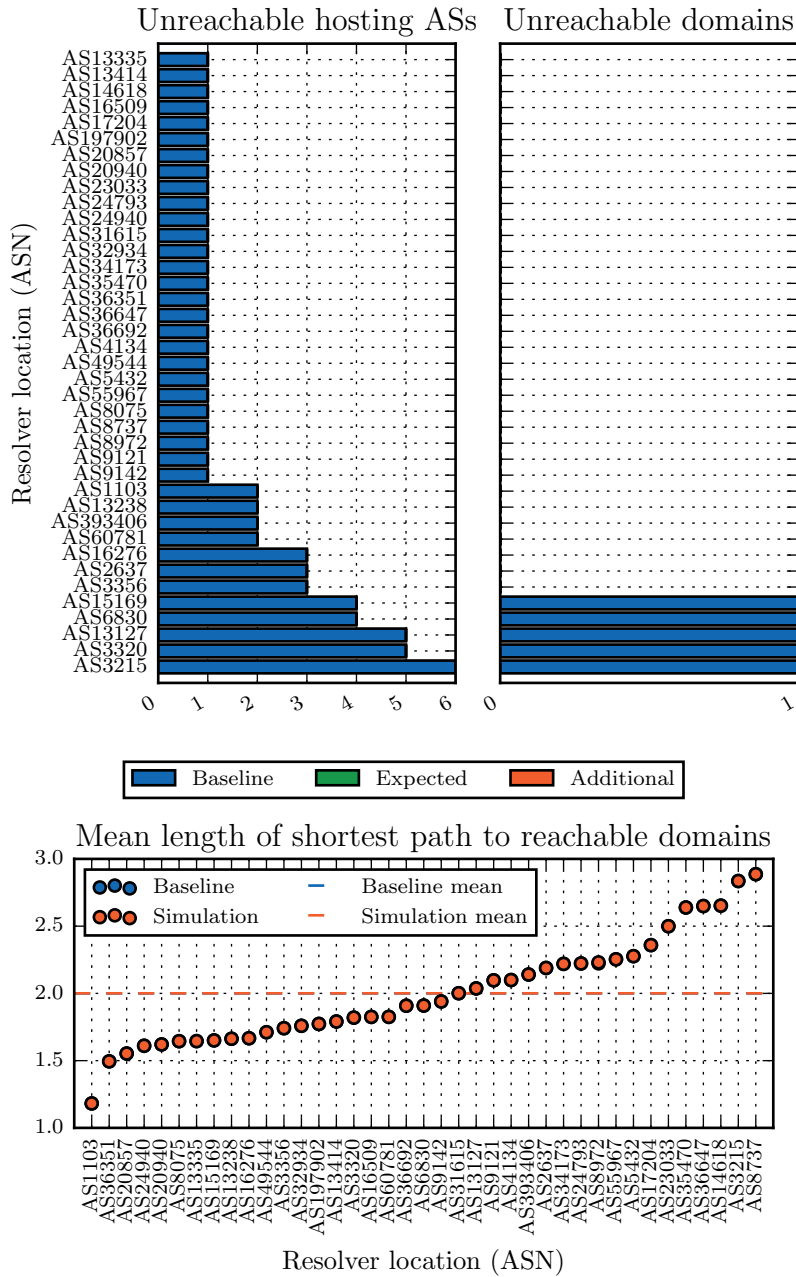 Unreachable hosting ASs
Unreachable domains
Resolver location (ASN)
AS13335
AS13414
AS14618
AS16509
AS17204
AS197902
AS20857
AS20940
AS23033
AS24793
AS24940
AS31615
AS32934
AS34173
AS35470
AS36351
AS36647
AS36692
AS4134
AS49544
AS5432
AS55967
AS8075
AS8737
AS8972
AS9121
AS9142
AS1103
AS13238
AS393406
AS60781
AS16276
AS2637
AS3356
AS15169
AS6830
AS13127
AS3320
AS3215
0 1 2 3 4 5 6
0 1
Baseline Expected Additional
Mean length of shortest path to reachable domains
3.0
2.5
2.0
1.5
1.0
Baseline Baseline mean
Simulation Simulation mean
AS1103
AS36351
AS20857
AS24940
AS20940
AS8075
AS13335
AS15169
AS13238
AS16276
AS49544
AS3356
AS32934
AS197902
AS13414
AS3320
AS16509
AS60781
AS36692
AS6830
AS9142
AS31615
AS13127
AS9121
AS4134
AS393406
AS2637
AS34173
AS24793
AS8972
AS55967
AS5432
AS17204
AS23033
AS35470
AS36647
AS14618
AS3215
AS8737
Resolver location (ASN)